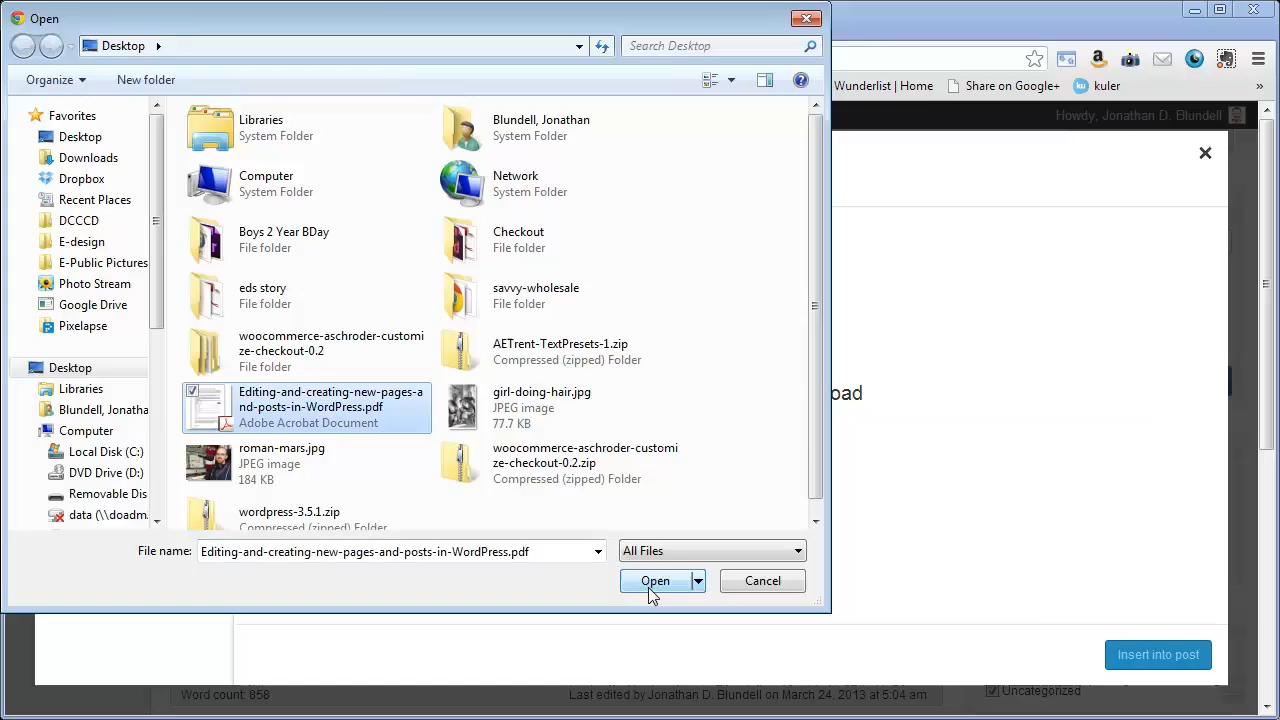 Open
Desktop
Search Desktop
Organize
New folder
Favorites
Desktop
Downloads
Dropbox
Recent Places
DCCCD
E-design
E-Public Pictures
Photo Stream
Google Drive
Pixelapse
Desktop
Libraries
Blundell, Jonatha
Computer
Local Disk (C:)
DVD Drive (D:)
Removable Dis
data (\\doadm
Libraries
System Folder
Blundell, Jonathan
System Folder
Computer
System Folder
Network
System Folder
Boys 2 Year BDay
File folder
Checkout
File folder
eds story
File folder
savvy-wholesale
File folder
woocommerce-aschroder-customi
ze-checkout-0.2
File folder
AETrent-TextPresets-1.zip
Compressed (zipped) Folder
Editing-and-creating-new-pages-a
nd-posts-in-WordPress.pdf
Adobe Acrobat Document
girl-doing-hair.jpg
JPEG image
77.7 KB
roman-mars.jpg
JPEG image
184 KB
woocommerce-aschroder-customi
ze-checkout-0.2.zip
Compressed (zipped) Folder
wordpress-3.5.1.zip
Compressed (zipped) Folder
File name:
Editing-and-creating-new-pages-and-posts-in-WordPress.pdf
All Files
Open
Cancel
Wunderlist | Home
Share on Google+
ku
kuler
»
Howdy, Jonathan D. Blundell
oad
Insert into post
Word count: 858
Last edited by Jonathan D. Blundell on March 24, 2013 at 5:04 am
Uncategorized